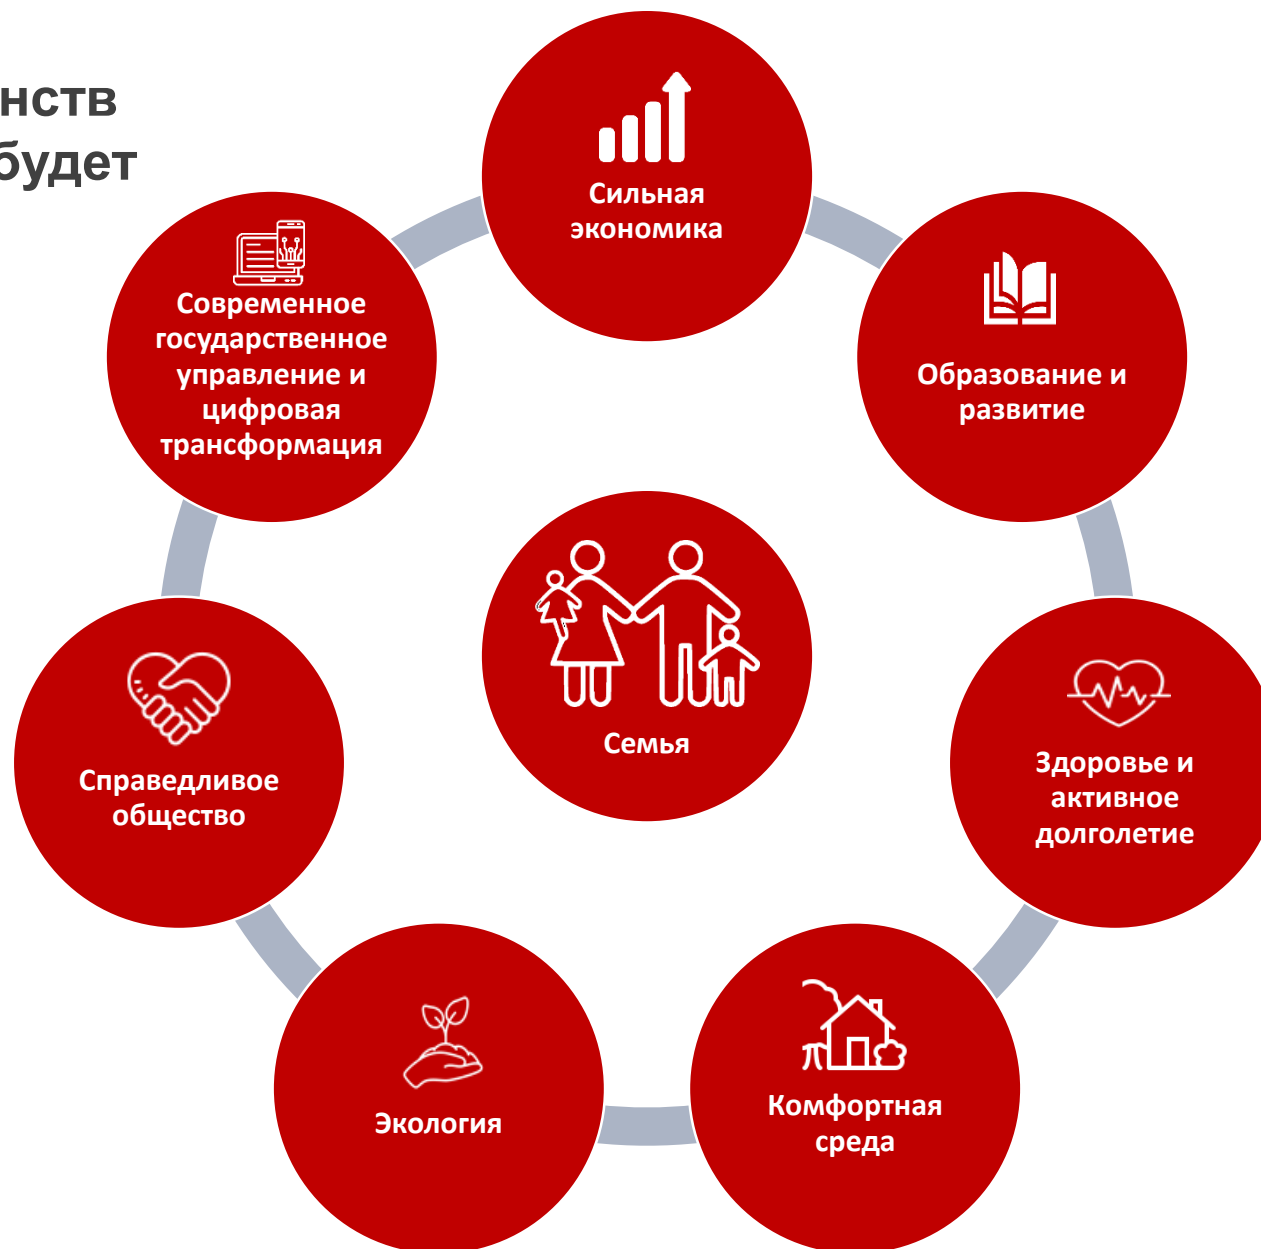 нств
будет
Сильная
экономика
Современное
государственное
управление и
цифровая
трансформация
Образование и
развитие
Семья
Справедливое
общество
Здоровье и
активное
долголетие
Экология
Комфортная
среда